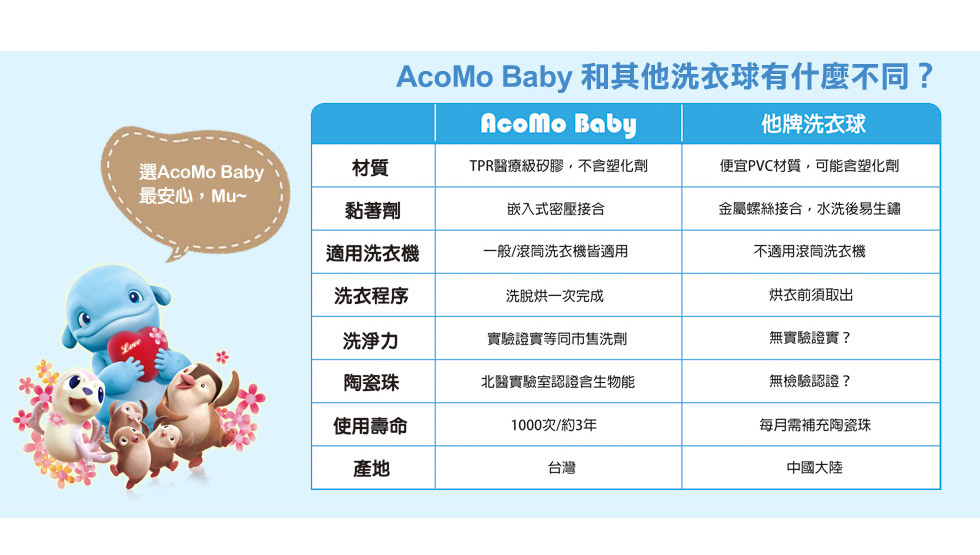 AcoMo Baby 和其他洗衣球有什麼不同？
選AcoMo Baby
最安心，Mu~
Love
AcoMo Baby 他牌洗衣球
材質 TPR醫療級矽膠，不含塑化劑 便宜PVC材質，可能含塑化劑
黏著劑 嵌入式密壓接合 金屬螺絲接合，水洗後易生鏽
適用洗衣機 一般/滾筒洗衣機皆適用 不適用滾筒洗衣機
洗衣程序 洗脫烘一次完成 烘衣前須取出
洗淨力 實驗證實等同市售洗劑 無實驗證實？
陶瓷珠 北醫實驗室認證含生物能 無檢驗認證？
使用壽命 1000次/約3年 每月需補充陶瓷珠
產地 台灣 中國大陸